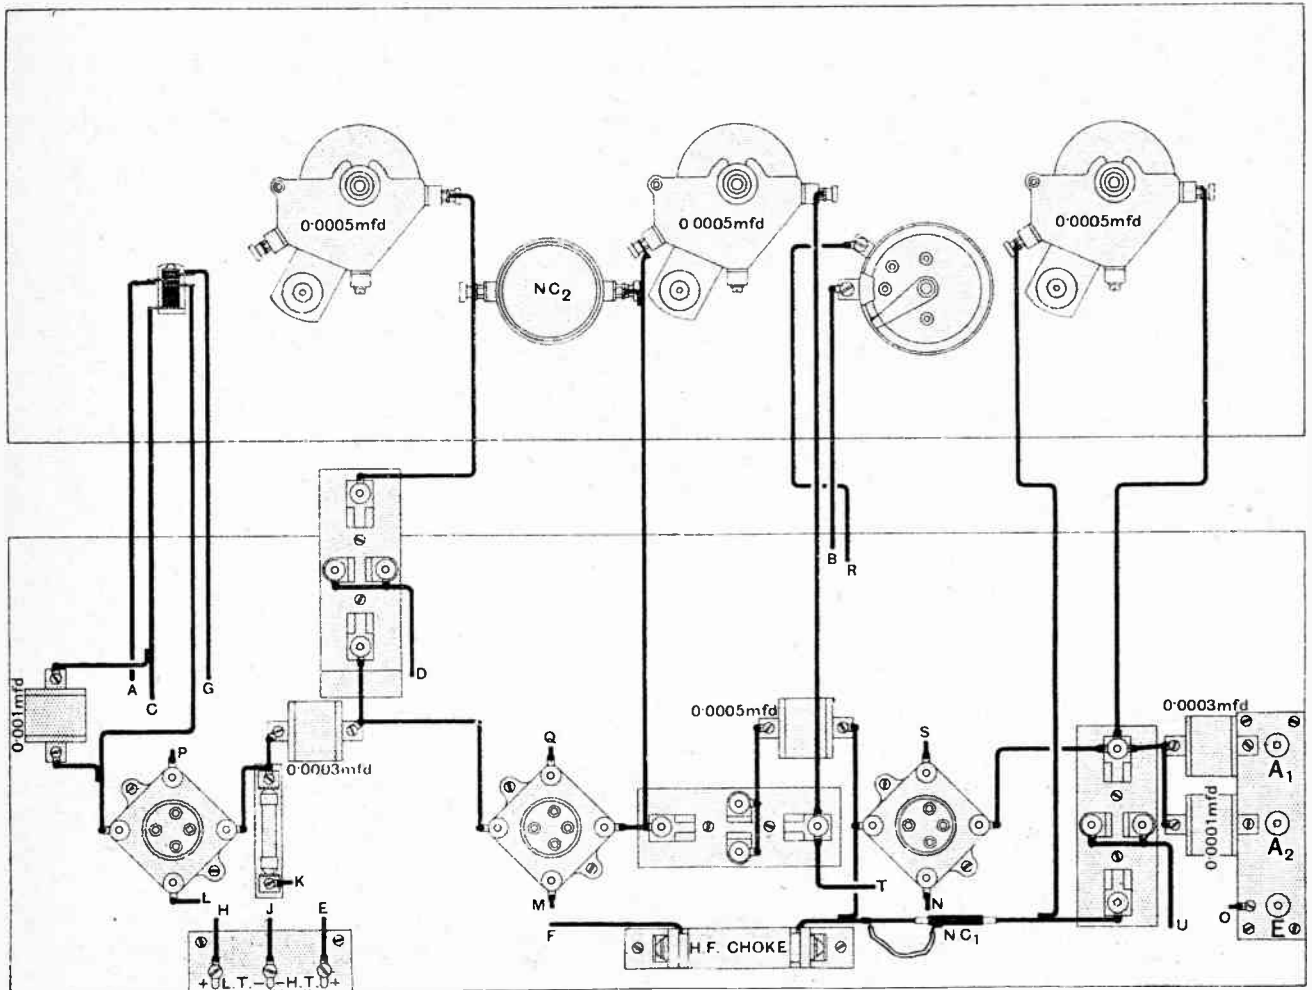 0·0005mfd
0·0005mfd
0·0005mfd
NC2
B
R
A
C
G
D
0·001mfd
0·0003mfd
0·0005mfd
0·0003mfd
0·0001mfd
P
Q
S
A1
A2
K
L
M
T
N
H
J
E
F
H.F. CHOKE
NC1
U
O
E
+ L.T.- -H.T. +